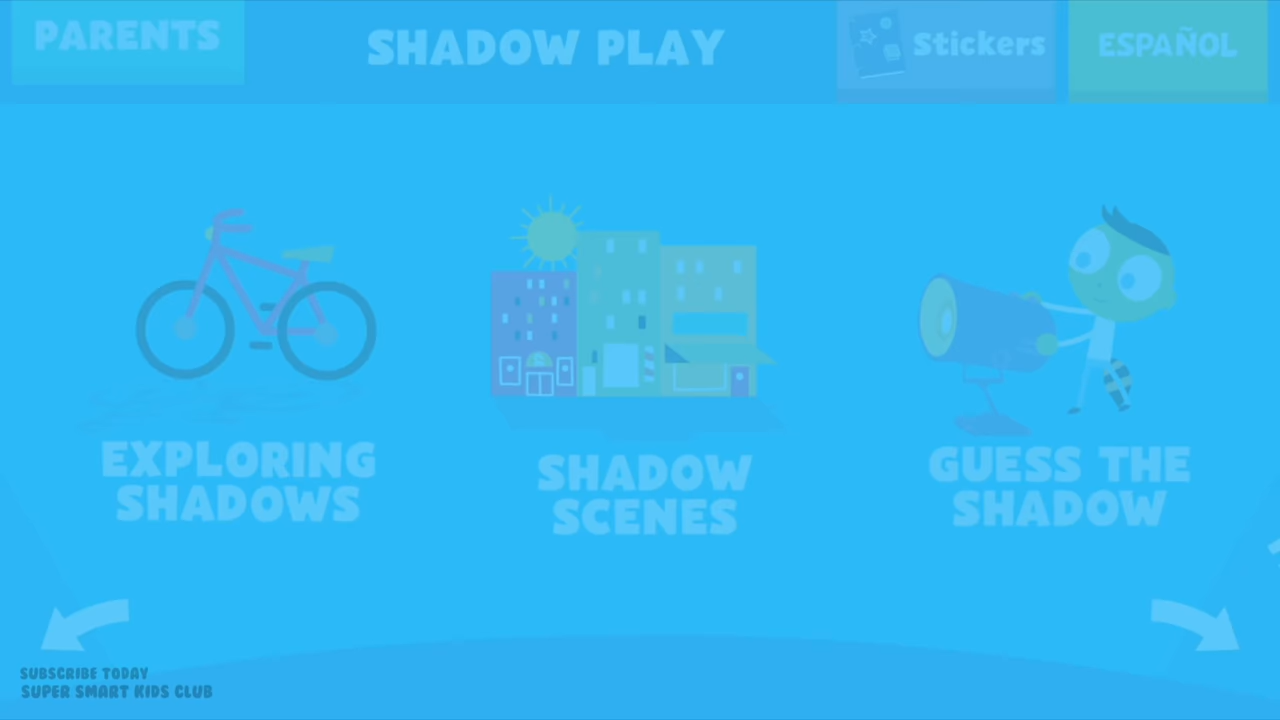 PARENTS
SHADOW PLAY
Stickers
ESPAÑOL
EXPLORING
SHADOWS
SHADOW
SCENES
GUESS THE
SHADOW
SUBSCRIBE TODAY
SUPER SMART KIDS CLUB